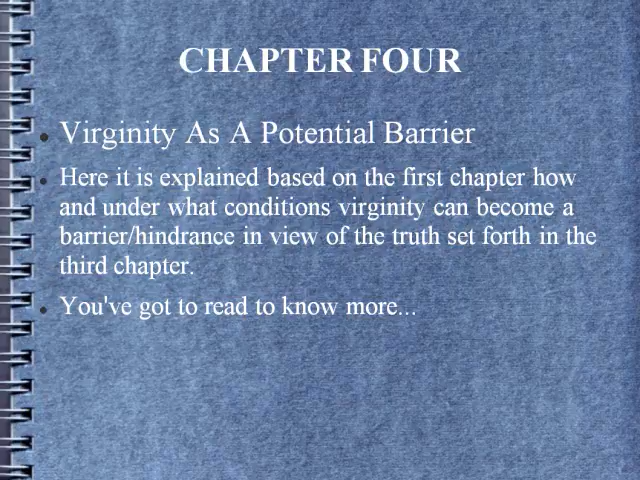 CHAPTER FOUR
Virginity As A Potential Barrier
Here it is explained based on the first chapter how
and under what conditions virginity can become a
barrier/hindrance in view of the truth set forth in the
third chapter.
You've got to read to know more...